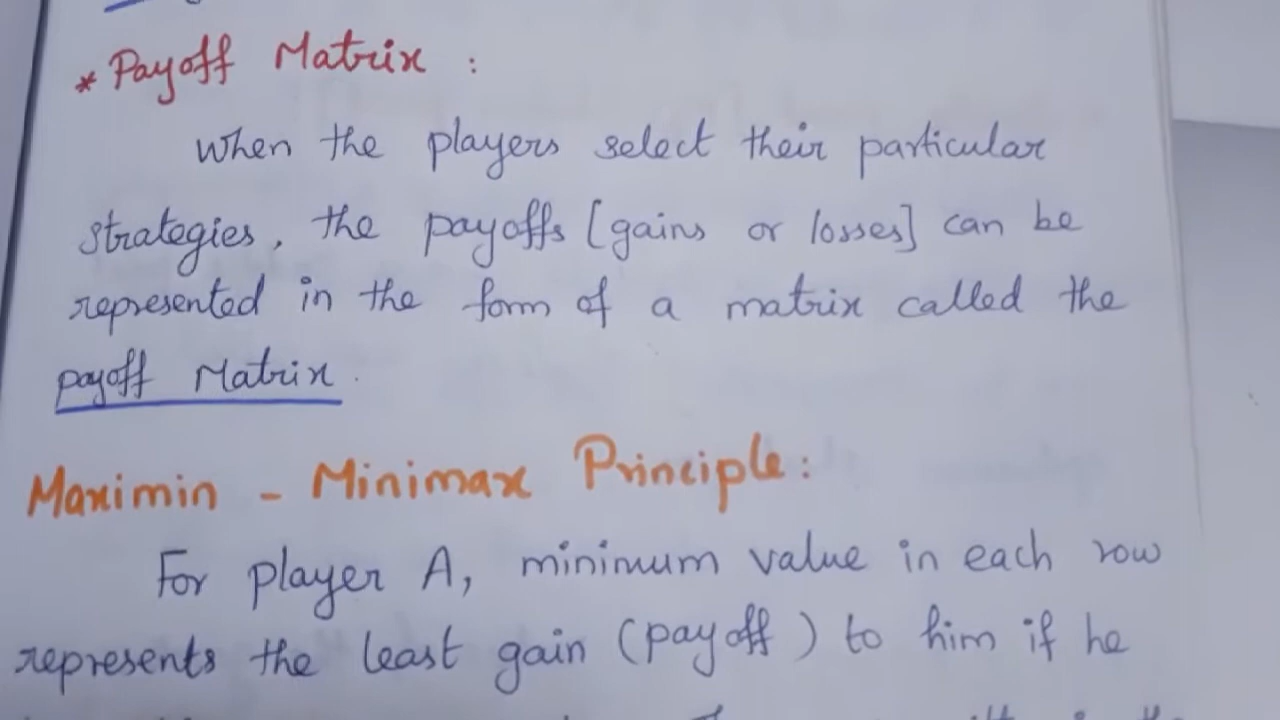 * Payoff Matrix :
When the players select their particular
strategies, the payoffs [gains or losses] can be
represented in the form of a matrix called the
payoff Matrix.
Maximin - Minimax Principle:
For player A, minimum value in each row
represents the least gain (payoff) to him if he